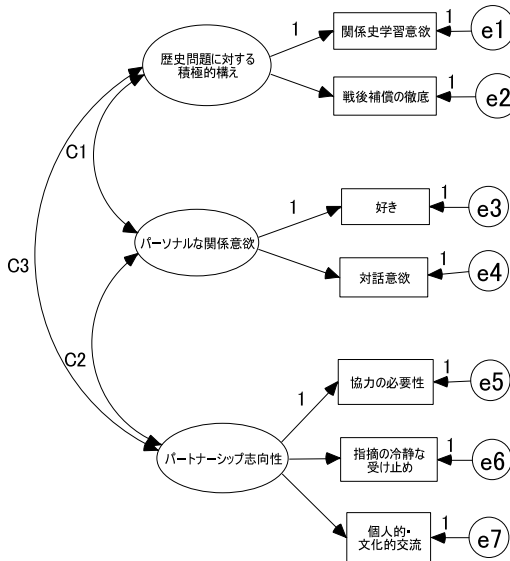 1
関係史学習意欲
1
e1
歴史問題に対する
積極的構え
戦後補償の徹底
1
e2
C1
1
好き
1
e3
パーソナルな関係意欲
対話意欲
1
e4
C3
C2
協力の必要性
1
e5
1
パートナーシップ志向性
指摘の冷静な
受け止め
1
e6
個人的・
文化的交流
1
e7